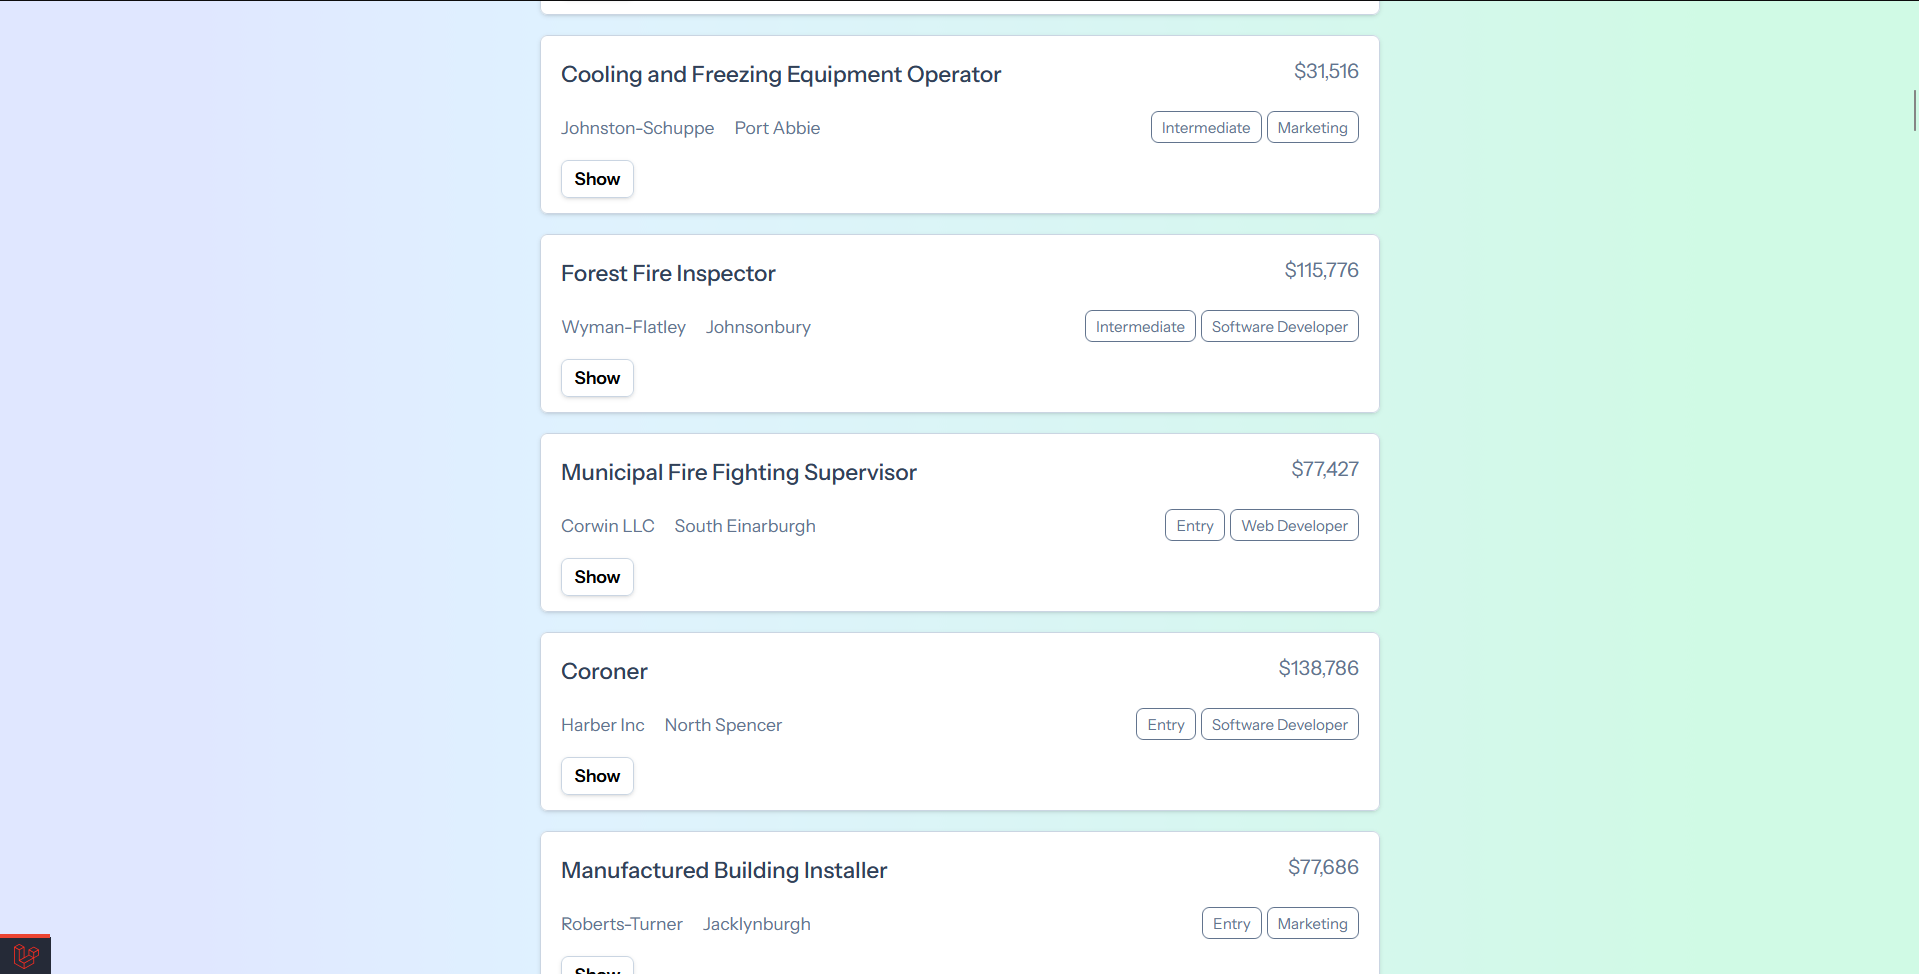 Cooling and Freezing Equipment Operator $31,516
Johnston-Schuppe Port Abbie Intermediate Marketing
Show
Forest Fire Inspector $115,776
Wyman-Flatley Johnsonbury Intermediate Software Developer
Show
Municipal Fire Fighting Supervisor $77,427
Corwin LLC South Einarburgh Entry Web Developer
Show
Coroner $138,786
Harber Inc North Spencer Entry Software Developer
Show
Manufactured Building Installer $77,686
Roberts-Turner Jacklynburgh Entry Marketing
Show